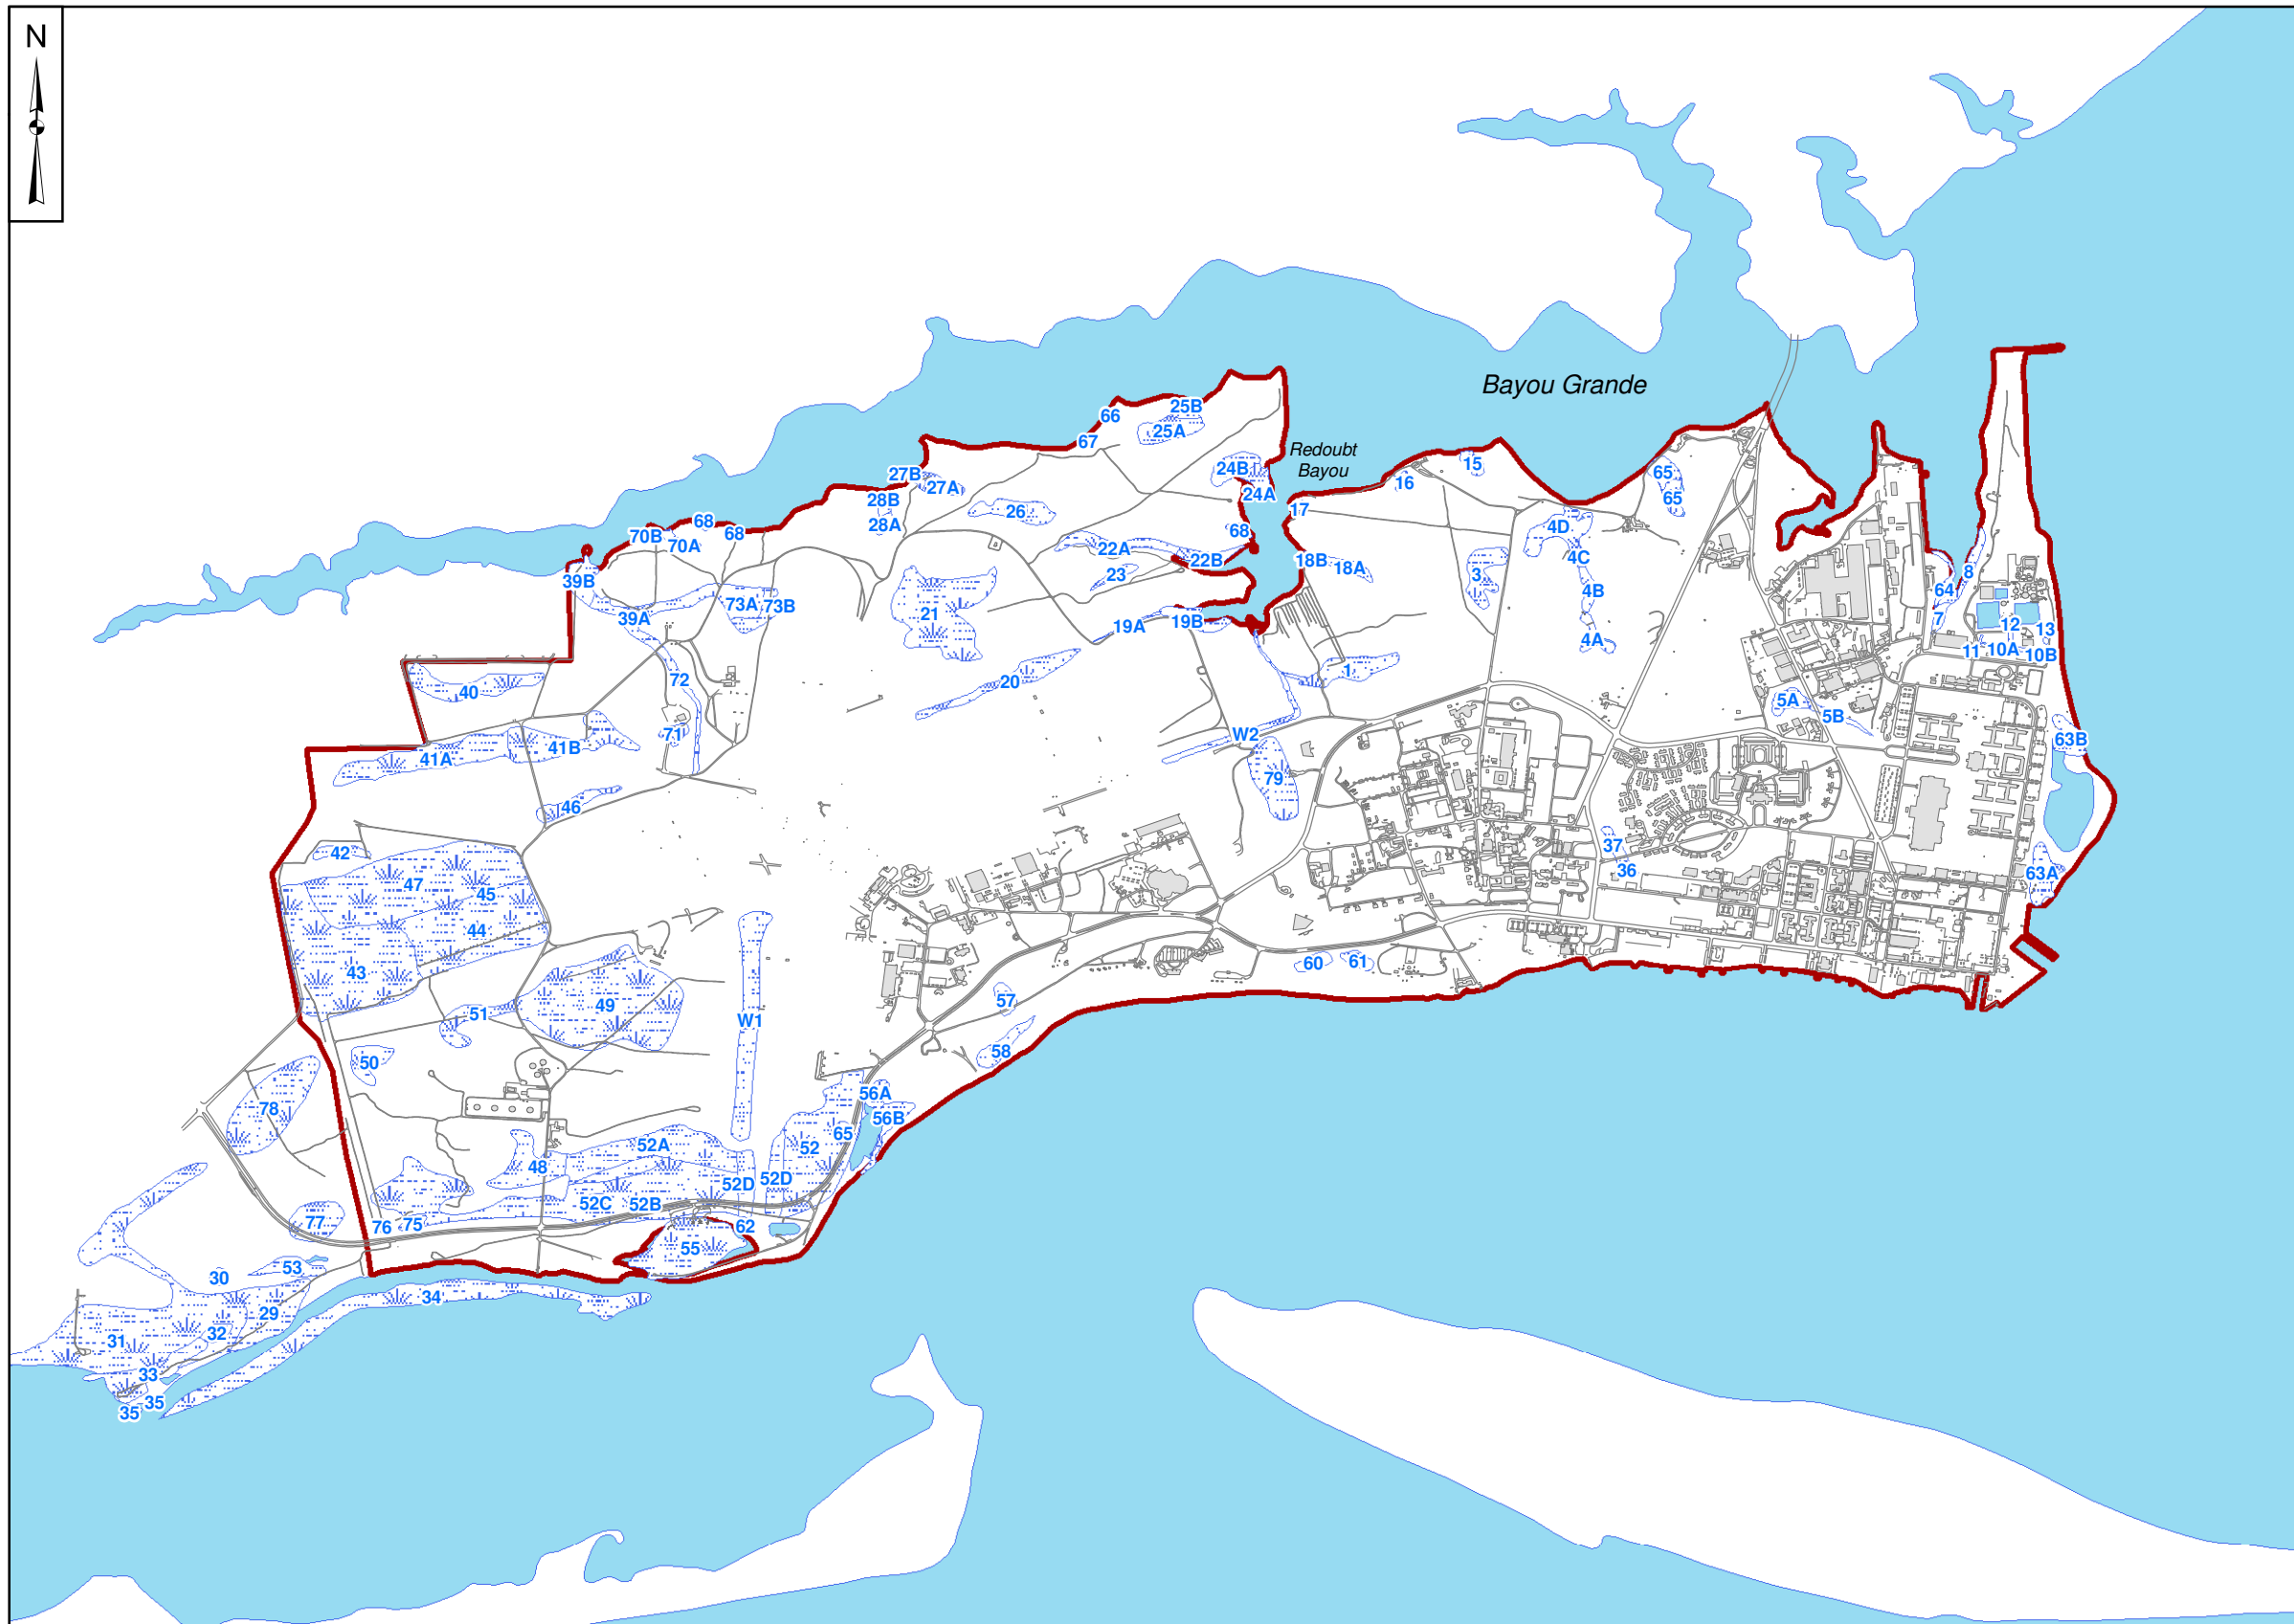 N
Bayou Grande
Redoubt
Bayou
25B
66
25A
67
27B
27A
24B
24A
15
16
65
65
28B
28A
26
17
68
68
68
70B
70A
22A
22B
23
18B
18A
4D
4C
4B
4A
3
8
64
7
12
13
11
10A
10B
39B
39A
73A
73B
21
19A
19B
1
20
72
40
71
41A
41B
46
W2
79
5A
5B
63B
63A
37
36
42
47
45
44
43
49
51
50
W1
57
58
60
61
78
56A
56B
65
52
52A
48
52D
52D
52C
52B
62
55
77
76
75
53
30
29
34
31
32
33
35
35